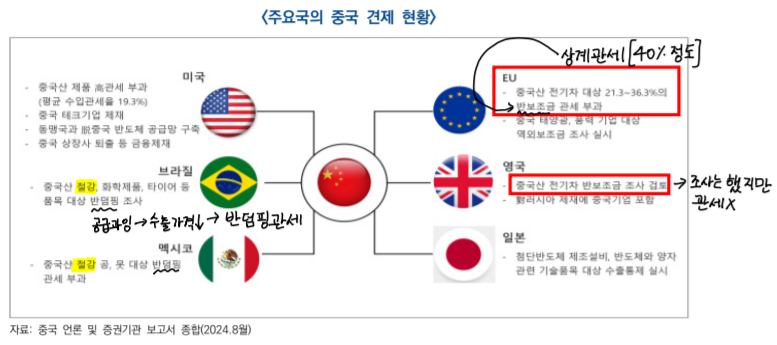 <주요국의 중국 견제 현황>
상계관세 [40% 정도]
미국
- 중국산 제품 高관세 부과
(평균 수입관세율 19.3%)
- 중국 테크기업 제재
- 동맹국과 脫중국 반도체 공급망 구축
- 중국 상장사 퇴출 등 금융제재
EU
- 중국산 전기차 대상 21.3~36.3%의
반보조금 관세 부과
- 중국 태양광, 풍력 기업 대상
역외보조금 조사 실시
브라질
- 중국산 철강, 화학제품, 타이어 등
품목 대상 반덤핑 조사
공급과잉 → 수출가격↓ → 반덤핑관세
영국
- 중국산 전기차 반보조금 조사 검토
- 對러시아 제재에 중국기업 포함
→ 조사는 했지만
관세 X
멕시코
- 중국산 철강 공, 못 대상 반덤핑
관세 부과
일본
- 첨단반도체 제조설비, 반도체와 양자
관련 기술품목 대상 수출통제 실시
자료: 중국 언론 및 증권기관 보고서 종합(2024.8월)